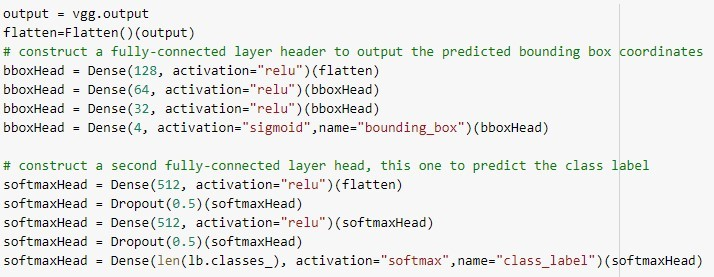 output = vgg.output
flatten=Flatten()(output)
# construct a fully-connected layer header to output the predicted bounding box coordinates
bboxHead = Dense(128, activation="relu")(flatten)
bboxHead = Dense(64, activation="relu")(bboxHead)
bboxHead = Dense(32, activation="relu")(bboxHead)
bboxHead = Dense(4, activation="sigmoid",name="bounding_box")(bboxHead)
# construct a second fully-connected layer head, this one to predict the class label
softmaxHead = Dense(512, activation="relu")(flatten)
softmaxHead = Dropout(0.5)(softmaxHead)
softmaxHead = Dense(512, activation="relu")(softmaxHead)
softmaxHead = Dropout(0.5)(softmaxHead)
softmaxHead = Dense(len(lb.classes_), activation="softmax",name="class_label")(softmaxHead)